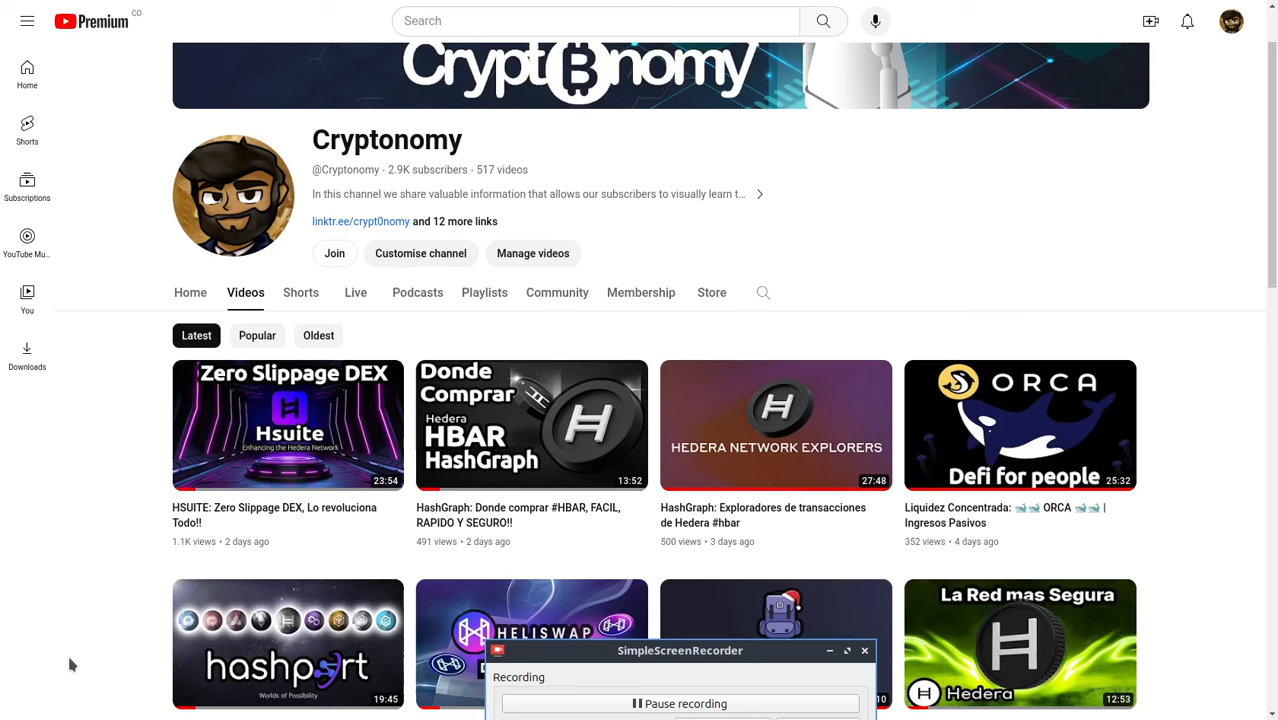 Premium CO
Search
Home
Shorts
Subscriptions
YouTube Mu...
You
Downloads
Cryptonomy
Cryptonomy
@Cryptonomy · 2.9K subscribers · 517 videos
In this channel we share valuable information that allows our subscribers to visually learn t...
linktr.ee/crypt0nomy and 12 more links
Join
Customise channel
Manage videos
Home
Videos
Shorts
Live
Podcasts
Playlists
Community
Membership
Store
Latest
Popular
Oldest
Zero Slippage DEX
Hsuite
Enhancing the Hedera Network
23:54
Donde
Comprar
Hedera
HBAR
HashGraph
13:52
HEDERA NETWORK EXPLORERS
27:48
ORCA
Defi for people
25:32
HSUITE: Zero Slippage DEX, Lo revoluciona
Todo!!
1.1K views • 2 days ago
HashGraph: Donde comprar #HBAR, FACIL,
RAPIDO Y SEGURO!!
491 views • 2 days ago
HashGraph: Exploradores de transacciones
de Hedera #hbar
500 views • 3 days ago
Liquidez Concentrada: 🐋🐋 ORCA 🐋🐋 |
Ingresos Pasivos
352 views • 4 days ago
hashport
Worlds of Possibility
19:45
HELISWAP
La Red mas Segura
Hedera
12:53
SimpleScreenRecorder
Recording
Pause recording